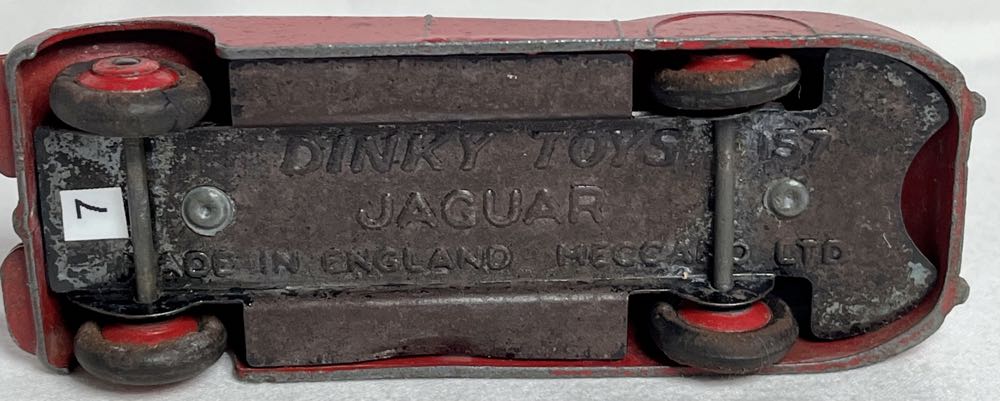 DINKY TOYS 157
JAGUAR
MADE IN ENGLAND MECCANO LTD
7